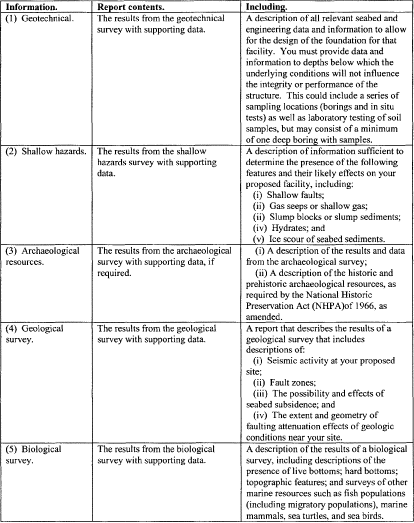 Information. Report contents. Including.
(1) Geotechnical. The results from the geotechnical survey with supporting data. A description of all relevant seabed and
engineering data and information to allow
for the design of the foundation for that
facility. You must provide data and
information to depths below which the
underlying conditions will not influence
the integrity or performance of the
structure. This could include a series of
sampling locations (borings and in situ
tests) as well as laboratory testing of soil
samples, but may consist of a minimum
of one deep boring with samples.
(2) Shallow hazards. The results from the shallow
hazards survey with supporting
data.
A description of information sufficient to
determine the presence of the following
features and their likely effects on your
proposed facility, including:
(i) Shallow faults;
(ii) Gas seeps or shallow gas;
(ii) Slump blocks or slump sediments;
(iv) Hydrates; and
(v) Ice scour of seabed sediments.
(3) Archaeological
resources.
The results from the archaeological
survey with supporting data, if
required.
(i) A description of the results and data
from the archaeological survey;
(ii) A description of the historic and
prehistoric archaeological resources, as
required by the National Historic
Preservation Act (NHPA)of 1966, as
amended.
(4) Geological
survey.
The results from the geological
survey with supporting data.
A report that describes the results of a
geological survey that includes
descriptions of:
(i) Seismic activity at your proposed
site;
(ii) Fault zones;
(iii) The possibility and effects of
seabed subsidence; and
(iv) The extent and geometry of
faulting attenuation effects of geologic
conditions near your site.
(5) Biological
survey.
The results from the biological
survey with supporting data.
A description of the results of a biological
survey, including descriptions of the
presence of live bottoms; hard bottoms;
topographic features; and surveys of other
marine resources such as fish populations
(including migratory populations), marine
mammals, sea turtles, and sea birds.